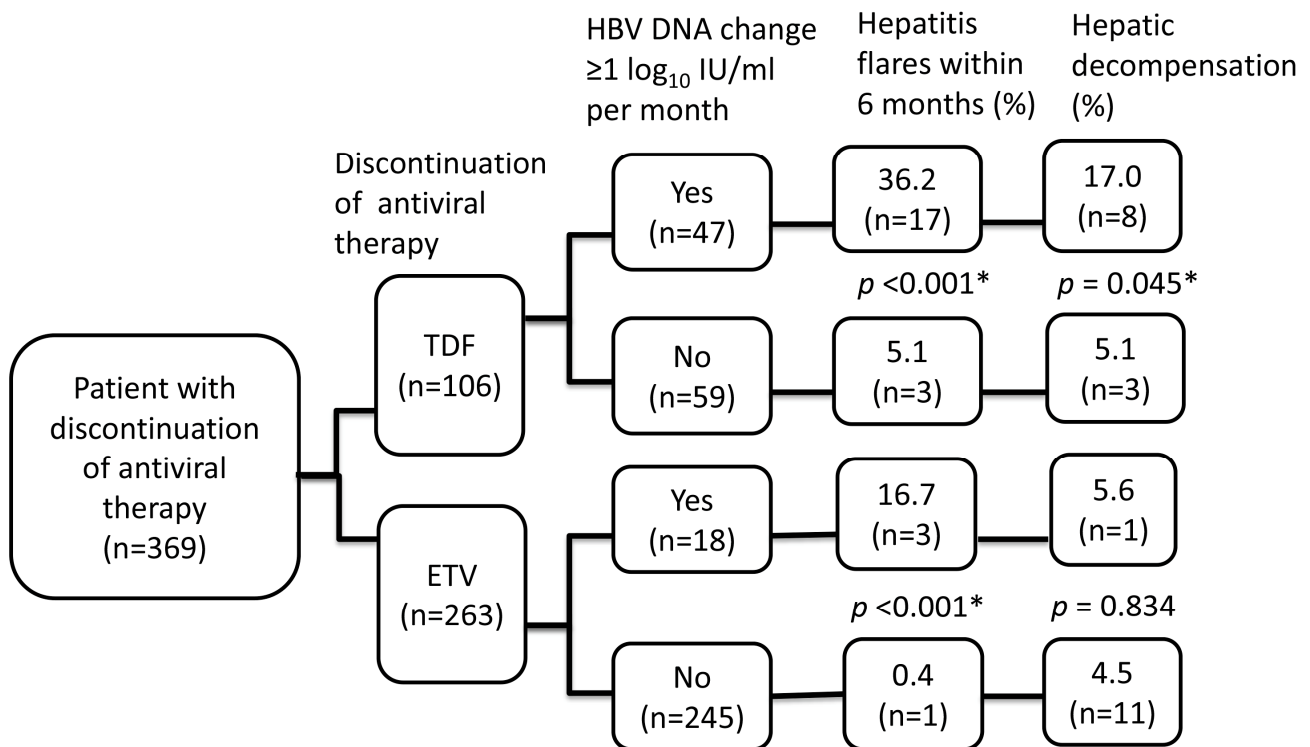 HBV DNA change
≥1 log₁₀ IU/ml
per month
Hepatitis
flares within
6 months (%)
Hepatic
decompensation
(%)
Discontinuation
of antiviral
therapy
Patient with
discontinuation
of antiviral
therapy
(n=369)
TDF
(n=106)
Yes
(n=47)
36.2
(n=17)
17.0
(n=8)
p <0.001*
p = 0.045*
No
(n=59)
5.1
(n=3)
5.1
(n=3)
ETV
(n=263)
Yes
(n=18)
16.7
(n=3)
5.6
(n=1)
p <0.001*
p = 0.834
No
(n=245)
0.4
(n=1)
4.5
(n=11)